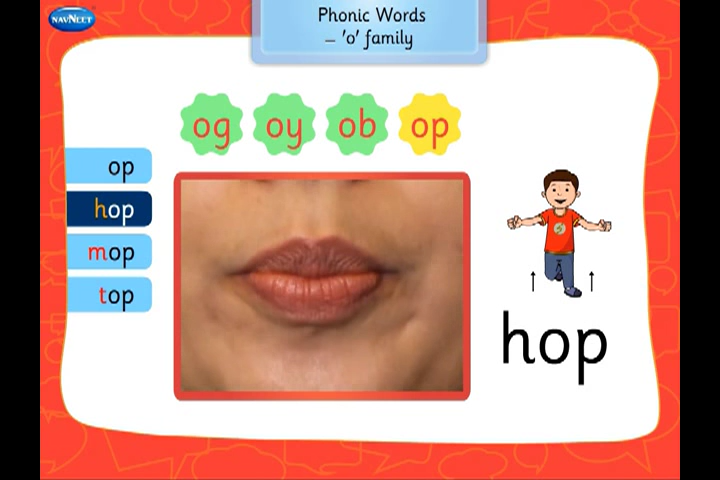 NAVNEET
Phonic Words
– 'o' family
og oy ob op
op
hop
mop
top
hop